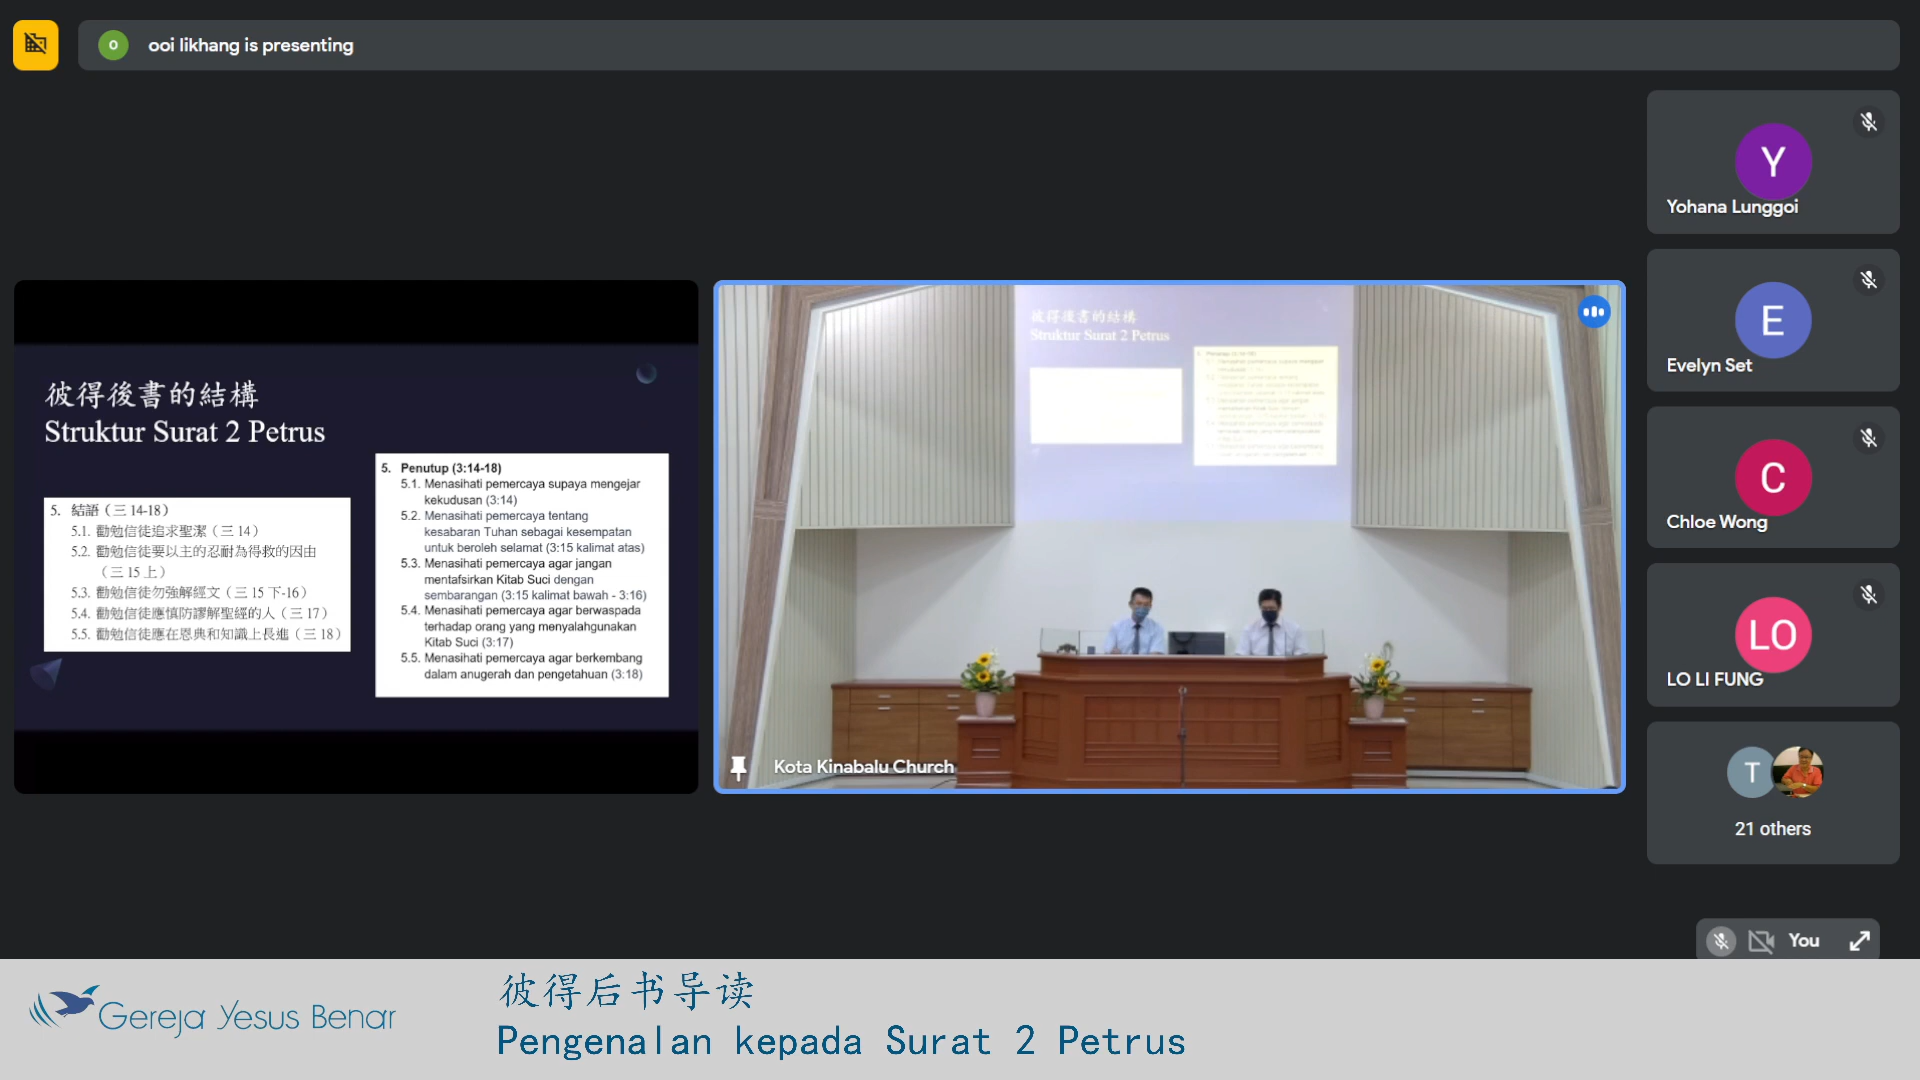 O
ooi likhang is presenting
彼得後書的結構
Struktur Surat 2 Petrus
5. 結語（三 14-18）
5.1. 勸勉信徒追求聖潔（三 14）
5.2. 勸勉信徒要以主的忍耐為得救的因由
（三 15 上）
5.3. 勸勉信徒勿強解經文（三 15 下-16）
5.4. 勸勉信徒應慎防謬解聖經的人（三 17）
5.5. 勸勉信徒應在恩典和知識上長進（三 18）
5. Penutup (3:14-18)
5.1. Menasihati pemercaya supaya mengejar
kekudusan (3:14)
5.2. Menasihati pemercaya tentang
kesabaran Tuhan sebagai kesempatan
untuk beroleh selamat (3:15 kalimat atas)
5.3. Menasihati pemercaya agar jangan
mentafsirkan Kitab Suci dengan
sembarangan (3:15 kalimat bawah - 3:16)
5.4. Menasihati pemercaya agar berwaspada
terhadap orang yang menyalahgunakan
Kitab Suci (3:17)
5.5. Menasihati pemercaya agar berkembang
dalam anugerah dan pengetahuan (3:18)
彼得後書的結構
Struktur Surat 2 Petrus
Kota Kinabalu Church
Y
Yohana Lunggoi
E
Evelyn Set
C
Chloe Wong
LO
LO LI FUNG
T
21 others
You
Gereja Yesus Benar
彼得后书导读
Pengenalan kepada Surat 2 Petrus